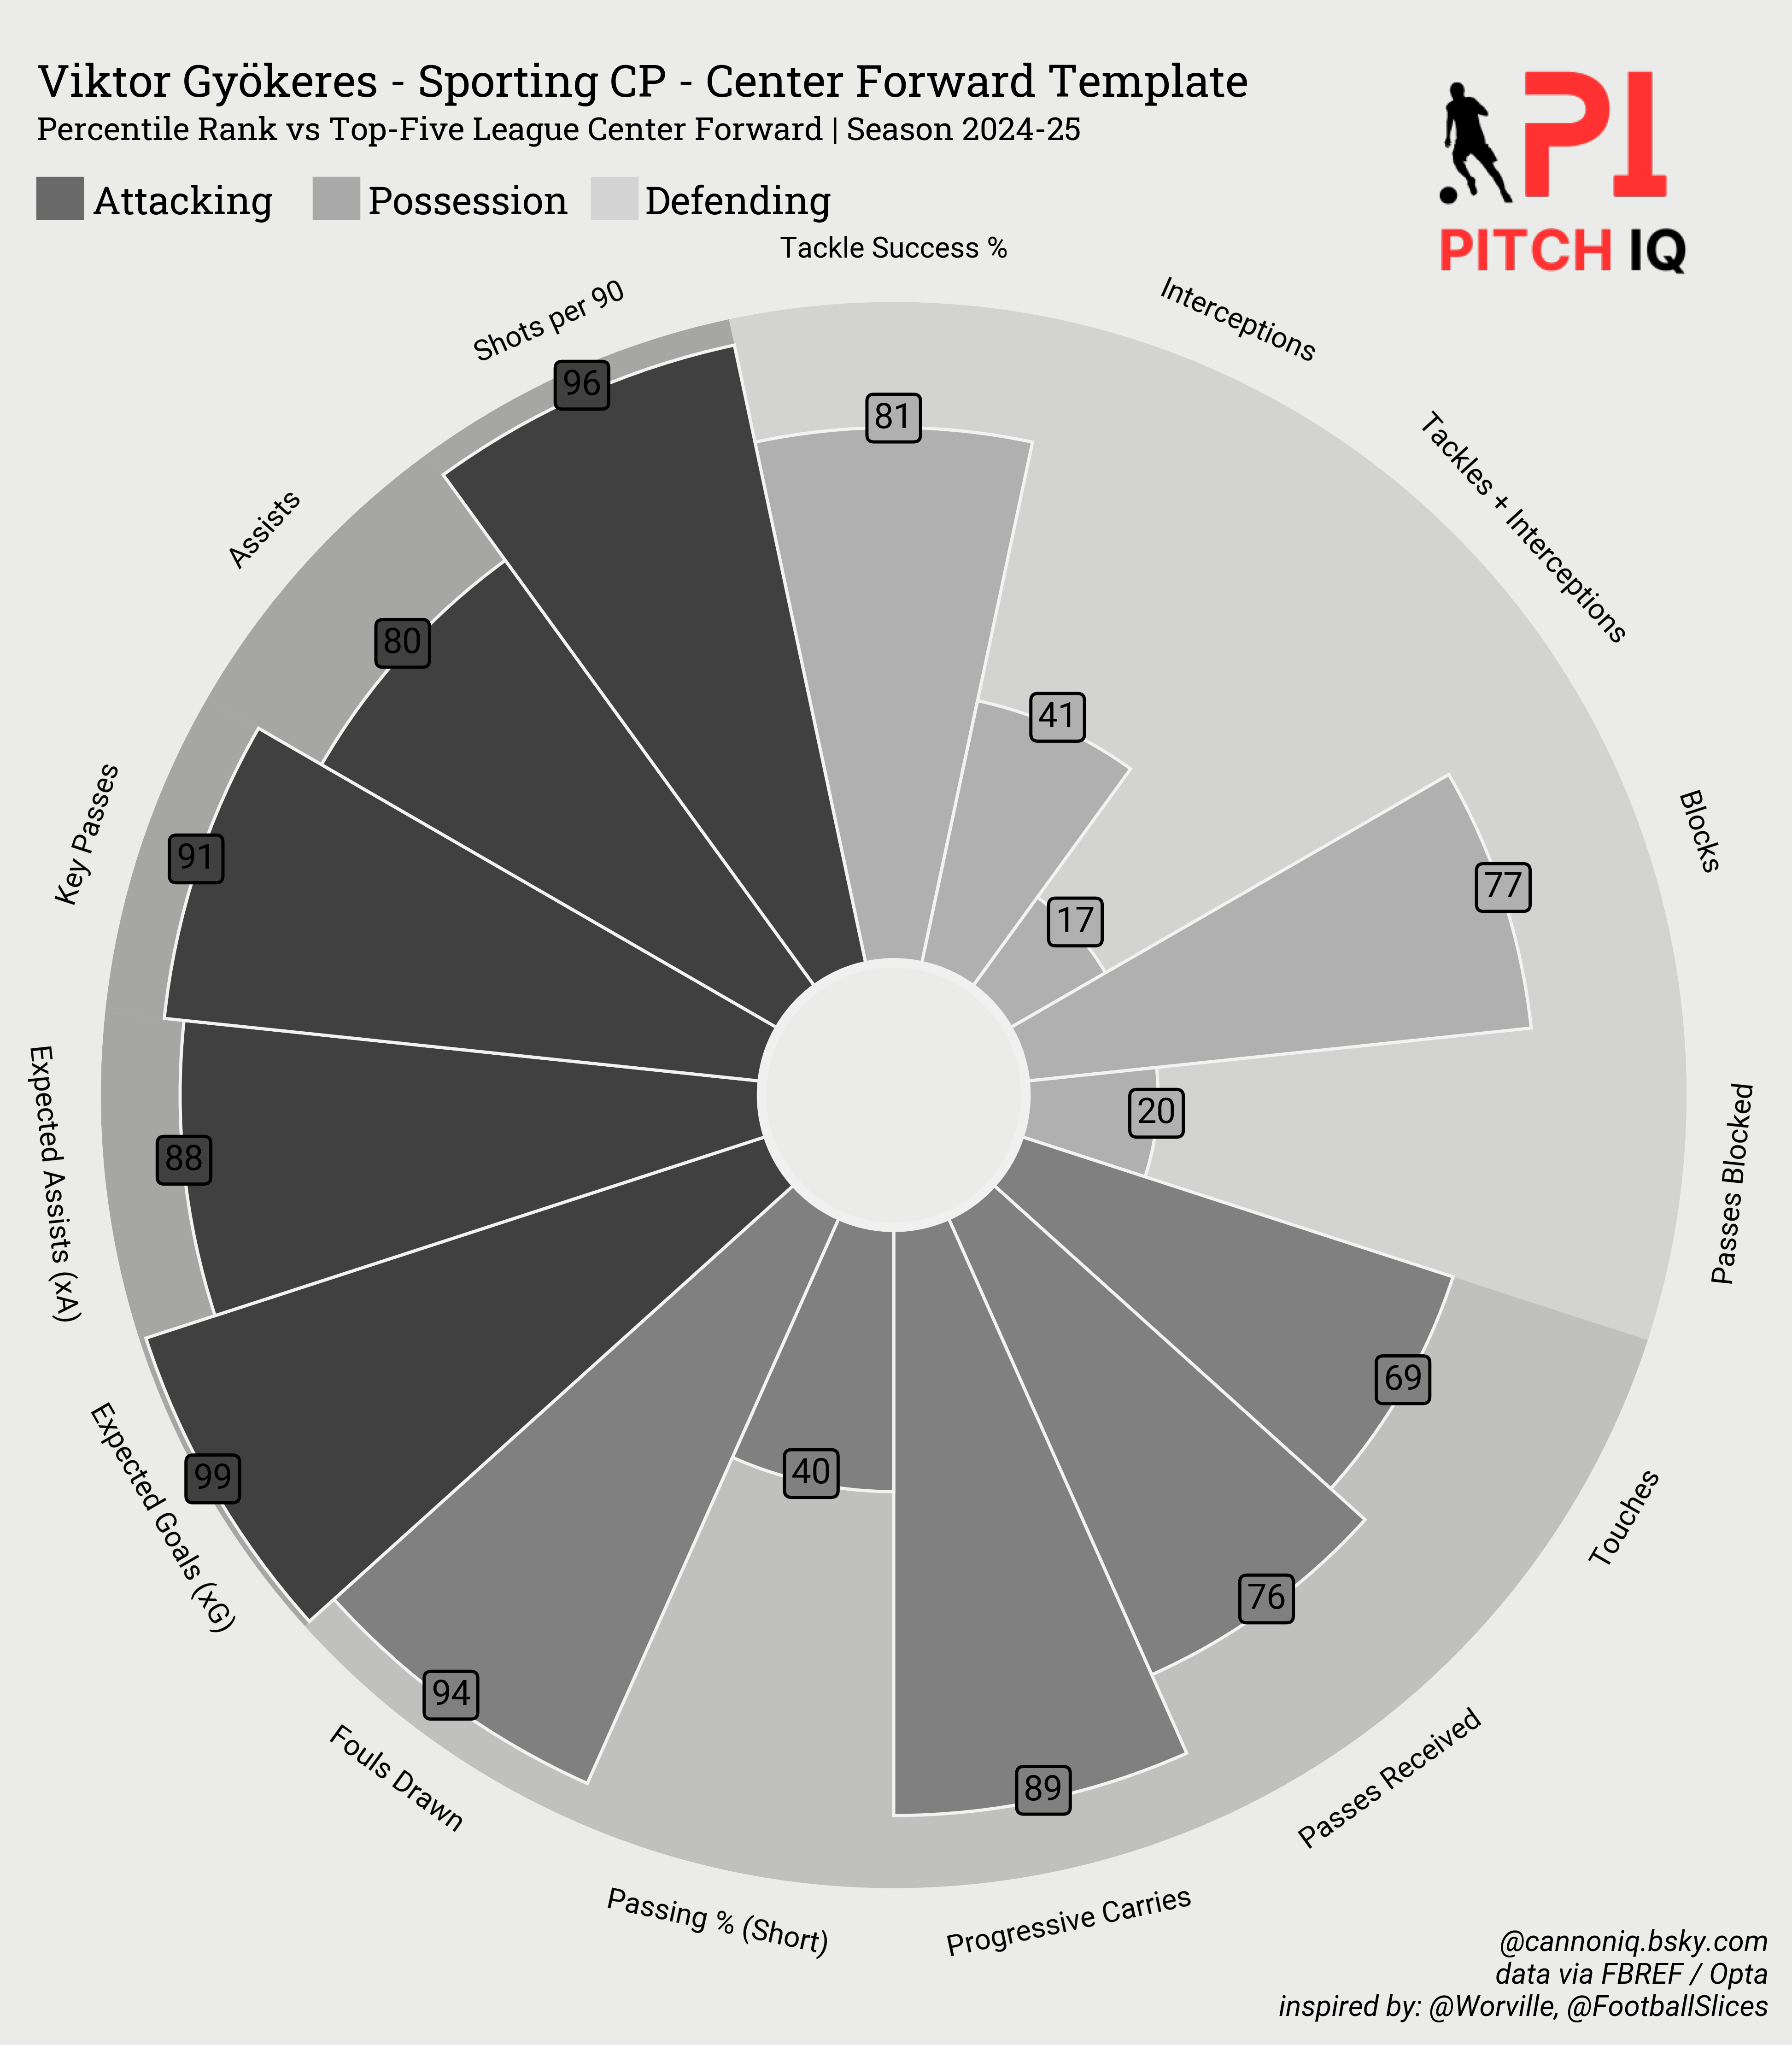 Viktor Gyökeres - Sporting CP - Center Forward Template
Percentile Rank vs Top-Five League Center Forward | Season 2024-25
Attacking
Possession
Defending
PI
PITCH IQ
Tackle Success %
Interceptions
Tackles + Interceptions
Blocks
Passes Blocked
Touches
Passes Received
Progressive Carries
Passing % (Short)
Fouls Drawn
Expected Goals (xG)
Expected Assists (xA)
Key Passes
Assists
Shots per 90
81
41
17
77
20
69
76
89
40
94
99
88
91
80
96
@cannoniq.bsky.com
data via FBREF / Opta
inspired by: @Worville, @FootballSlices